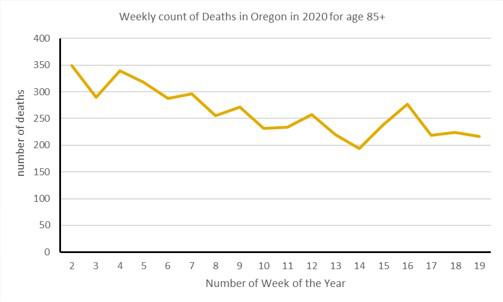 Weekly count of Deaths in Oregon in 2020 for age 85+
400
350
300
250
200
150
100
50
0
number of deaths
2 3 4 5 6 7 8 9 10 11 12 13 14 15 16 17 18 19
Number of Week of the Year